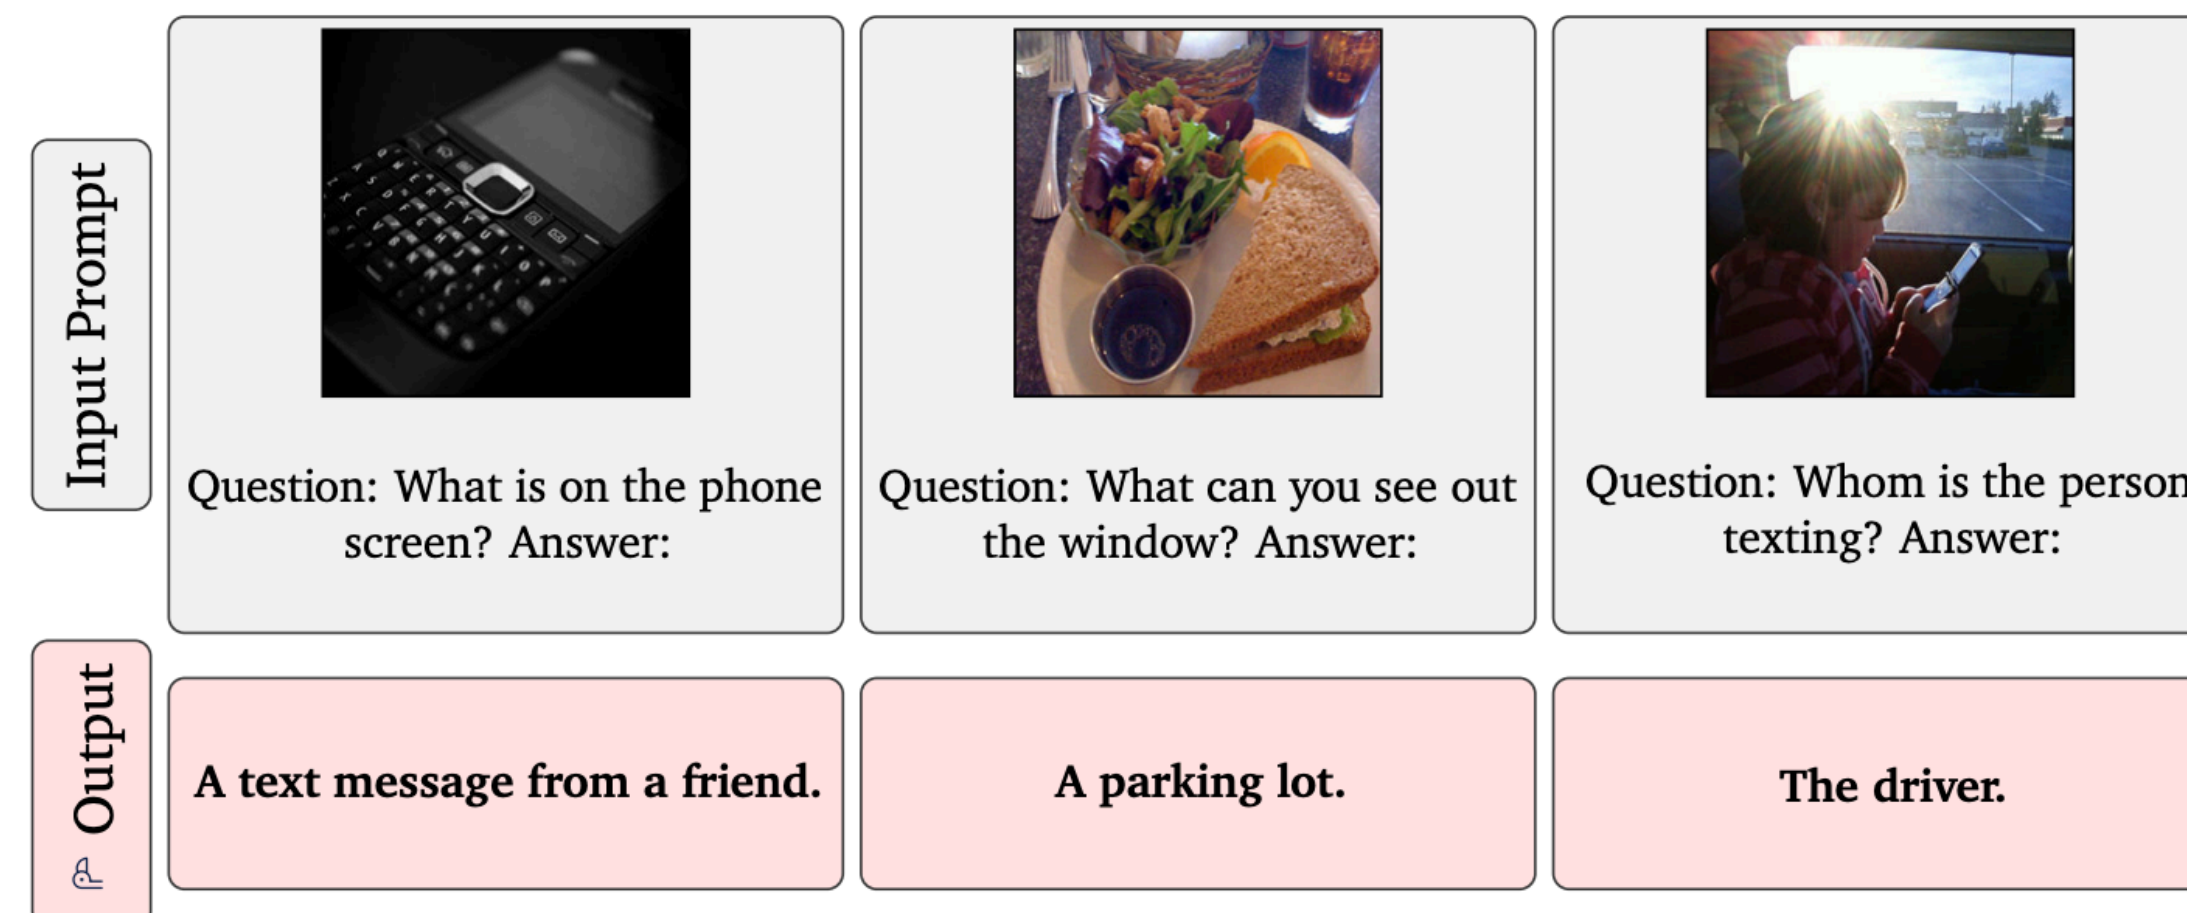 Input Prompt
Question: What is on the phone
screen? Answer:
Question: What can you see out
the window? Answer:
Question: Whom is the person
texting? Answer:
Output
A text message from a friend.
A parking lot.
The driver.